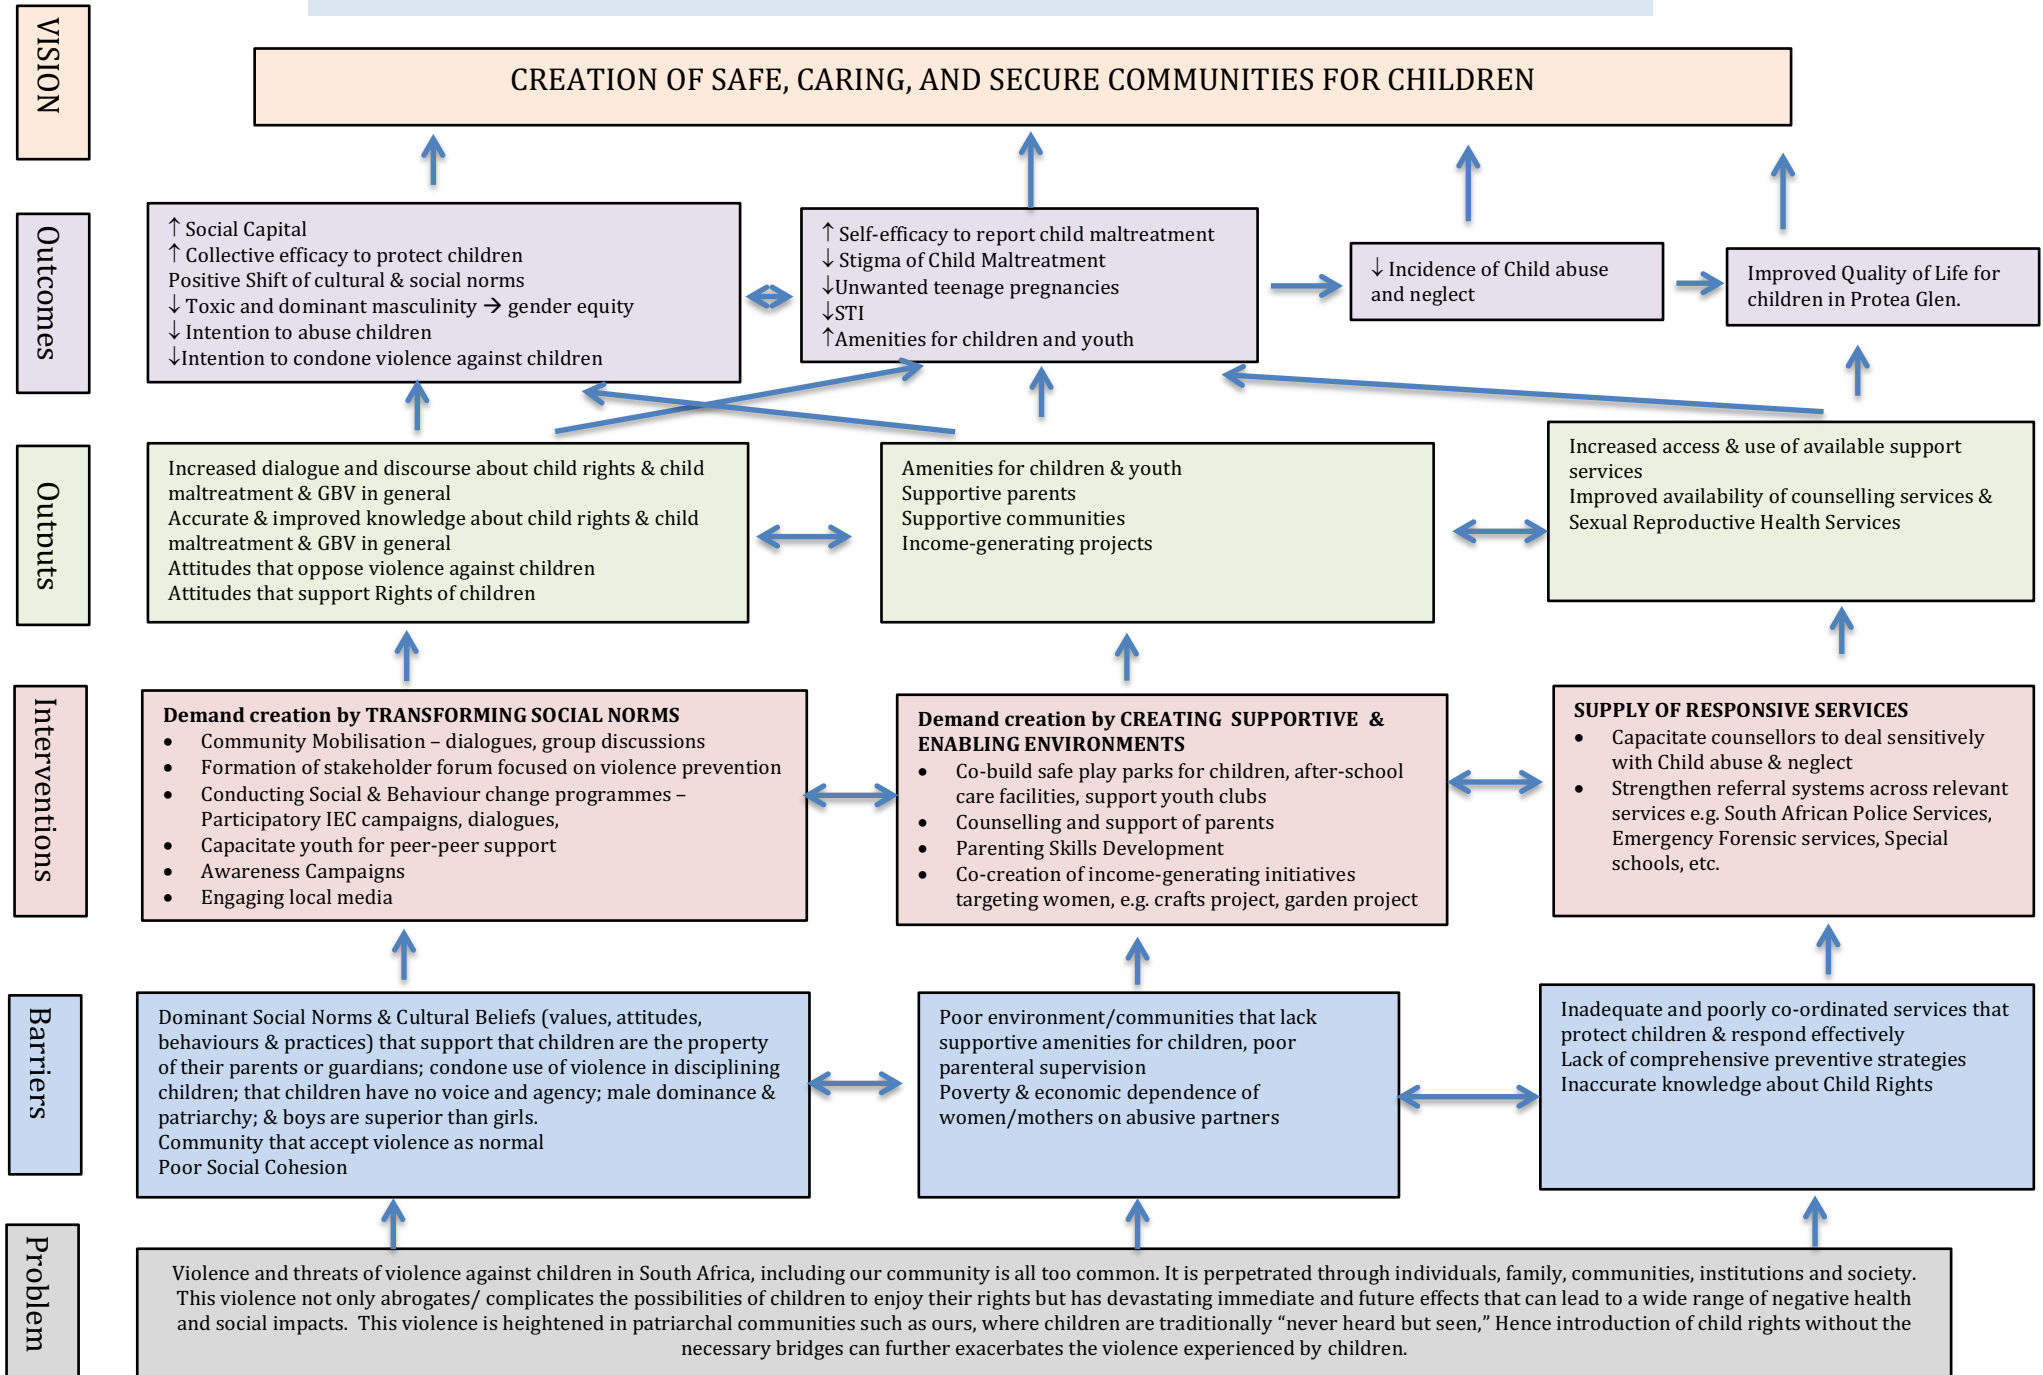 VISION
CREATION OF SAFE, CARING, AND SECURE COMMUNITIES FOR CHILDREN
Outcomes
↑ Social Capital
↑ Collective efficacy to protect children
Positive Shift of cultural & social norms
↓ Toxic and dominant masculinity → gender equity
↓ Intention to abuse children
↓Intention to condone violence against children
↑ Self-efficacy to report child maltreatment
↓ Stigma of Child Maltreatment
↓Unwanted teenage pregnancies
↓STI
↑Amenities for children and youth
↓ Incidence of Child abuse
and neglect
Improved Quality of Life for
children in Protea Glen.
Outputs
Increased dialogue and discourse about child rights & child
maltreatment & GBV in general
Accurate & improved knowledge about child rights & child
maltreatment & GBV in general
Attitudes that oppose violence against children
Attitudes that support Rights of children
Amenities for children & youth
Supportive parents
Supportive communities
Income-generating projects
Increased access & use of available support
services
Improved availability of counselling services &
Sexual Reproductive Health Services
Interventions
Demand creation by TRANSFORMING SOCIAL NORMS
• Community Mobilisation – dialogues, group discussions
• Formation of stakeholder forum focused on violence prevention
• Conducting Social & Behaviour change programmes –
Participatory IEC campaigns, dialogues,
• Capacitate youth for peer-peer support
• Awareness Campaigns
• Engaging local media
Demand creation by CREATING SUPPORTIVE &
ENABLING ENVIRONMENTS
• Co-build safe play parks for children, after-school
care facilities, support youth clubs
• Counselling and support of parents
• Parenting Skills Development
• Co-creation of income-generating initiatives
targeting women, e.g. crafts project, garden project
SUPPLY OF RESPONSIVE SERVICES
• Capacitate counsellors to deal sensitively
with Child abuse & neglect
• Strengthen referral systems across relevant
services e.g. South African Police Services,
Emergency Forensic services, Special
schools, etc.
Barriers
Dominant Social Norms & Cultural Beliefs (values, attitudes,
behaviours & practices) that support that children are the property
of their parents or guardians; condone use of violence in disciplining
children; that children have no voice and agency; male dominance &
patriarchy; & boys are superior than girls.
Community that accept violence as normal
Poor Social Cohesion
Poor environment/communities that lack
supportive amenities for children, poor
parenteral supervision
Poverty & economic dependence of
women/mothers on abusive partners
Inadequate and poorly co-ordinated services that
protect children & respond effectively
Lack of comprehensive preventive strategies
Inaccurate knowledge about Child Rights
Problem
Violence and threats of violence against children in South Africa, including our community is all too common. It is perpetrated through individuals, family, communities, institutions and society.
This violence not only abrogates/ complicates the possibilities of children to enjoy their rights but has devastating immediate and future effects that can lead to a wide range of negative health
and social impacts. This violence is heightened in patriarchal communities such as ours, where children are traditionally “never heard but seen,” Hence introduction of child rights without the
necessary bridges can further exacerbates the violence experienced by children.